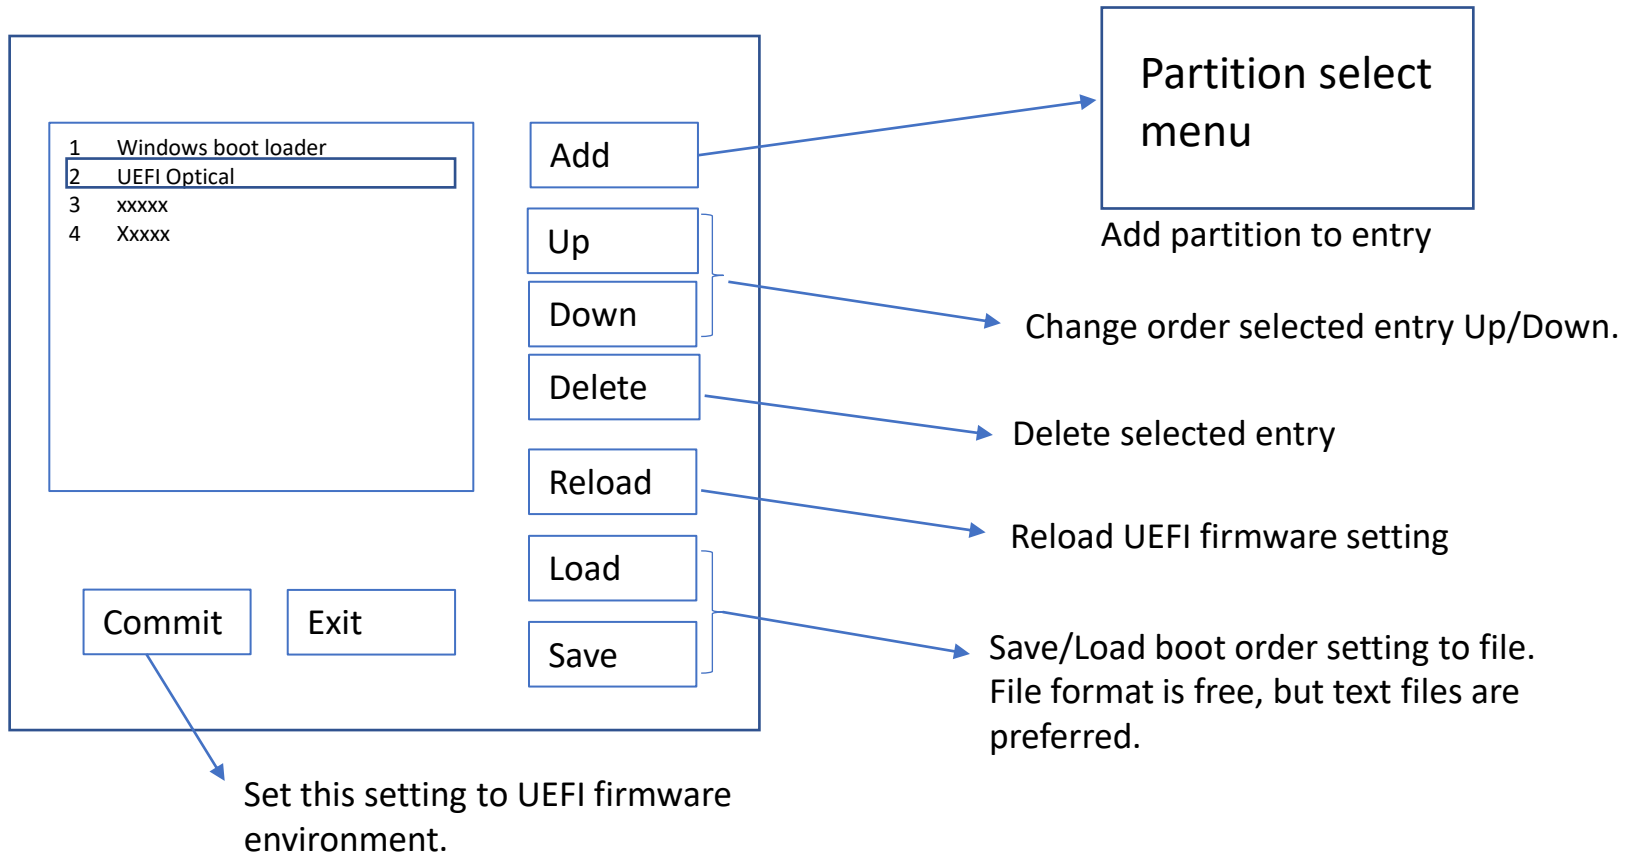 1 Windows boot loader
2 UEFI Optical
3 xxxxx
4 Xxxxx
Add
Up
Down
Delete
Reload
Load
Save
Commit
Exit
Partition select
menu
Add partition to entry
Change order selected entry Up/Down.
Delete selected entry
Reload UEFI firmware setting
Save/Load boot order setting to file.
File format is free, but text files are
preferred.
Set this setting to UEFI firmware
environment.